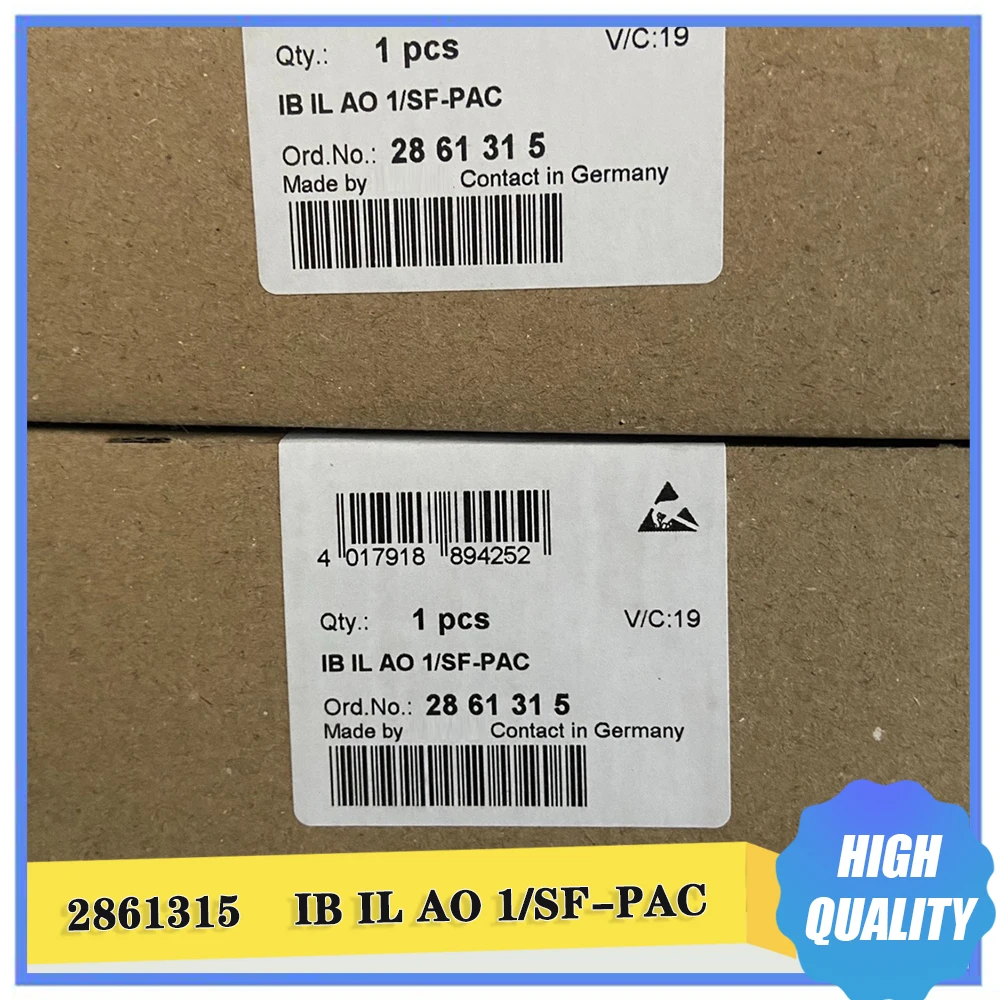 Qty.: 1 pcs V/C:19
IB IL AO 1/SF-PAC
Ord.No.: 28 61 31 5
Made by Contact in Germany
4 017918 894252
Qty.: 1 pcs V/C:19
IB IL AO 1/SF-PAC
Ord.No.: 28 61 31 5
Made by Contact in Germany
2861315 IB IL AO 1/SF-PAC
HIGH
QUALITY